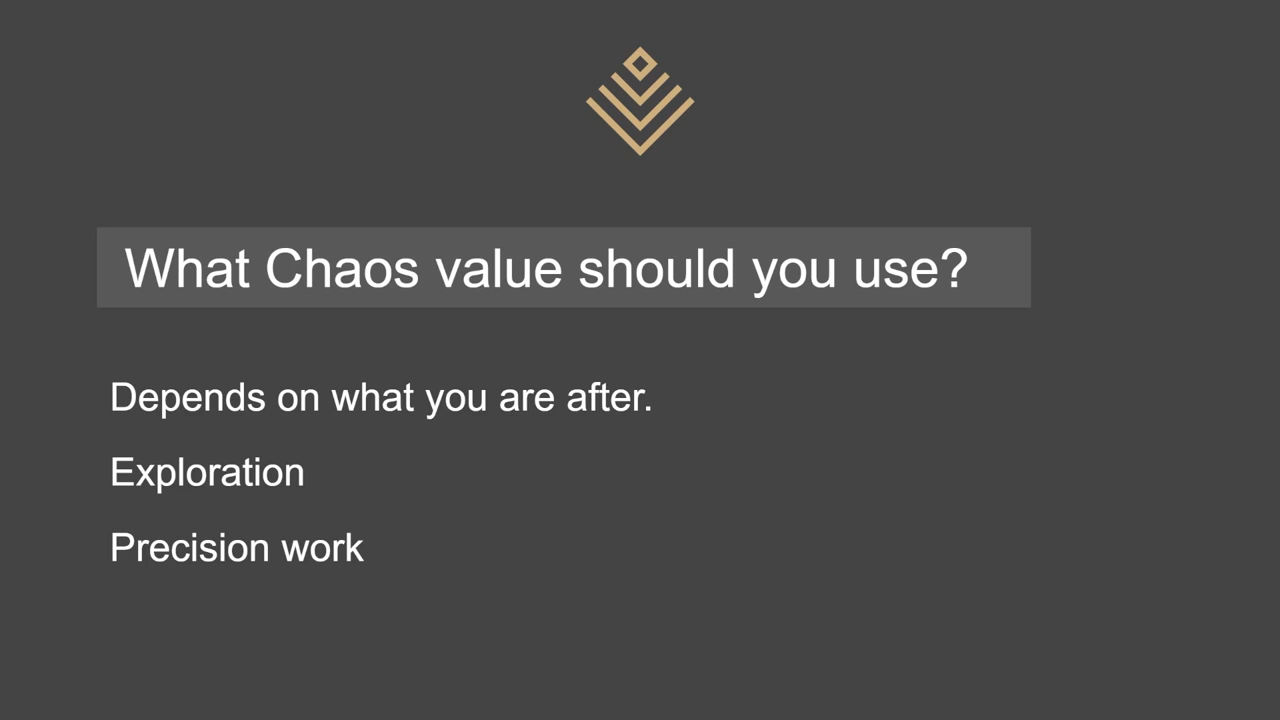 What Chaos value should you use?
Depends on what you are after.
Exploration
Precision work